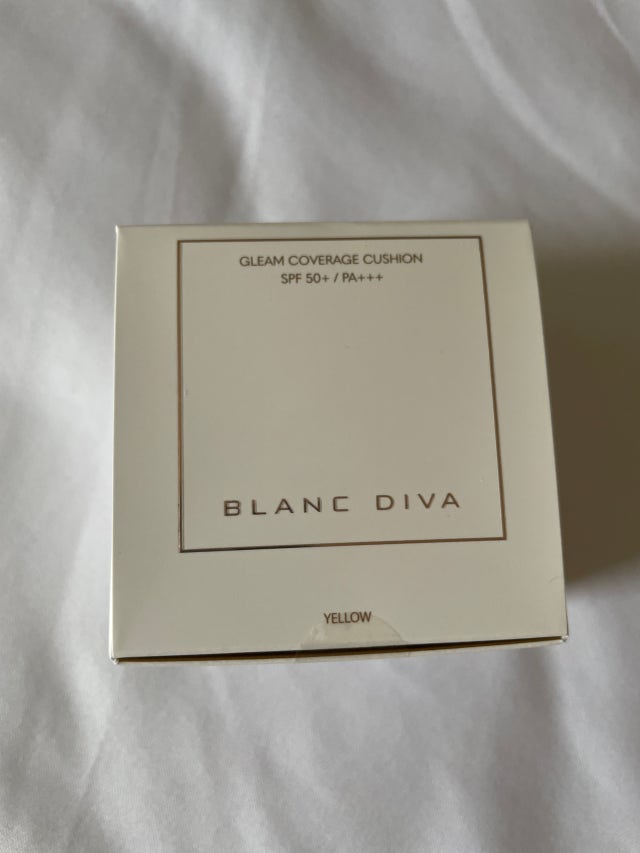 GLEAM COVERAGE CUSHION
SPF 50+ / PA+++
BLANC DIVA
YELLOW